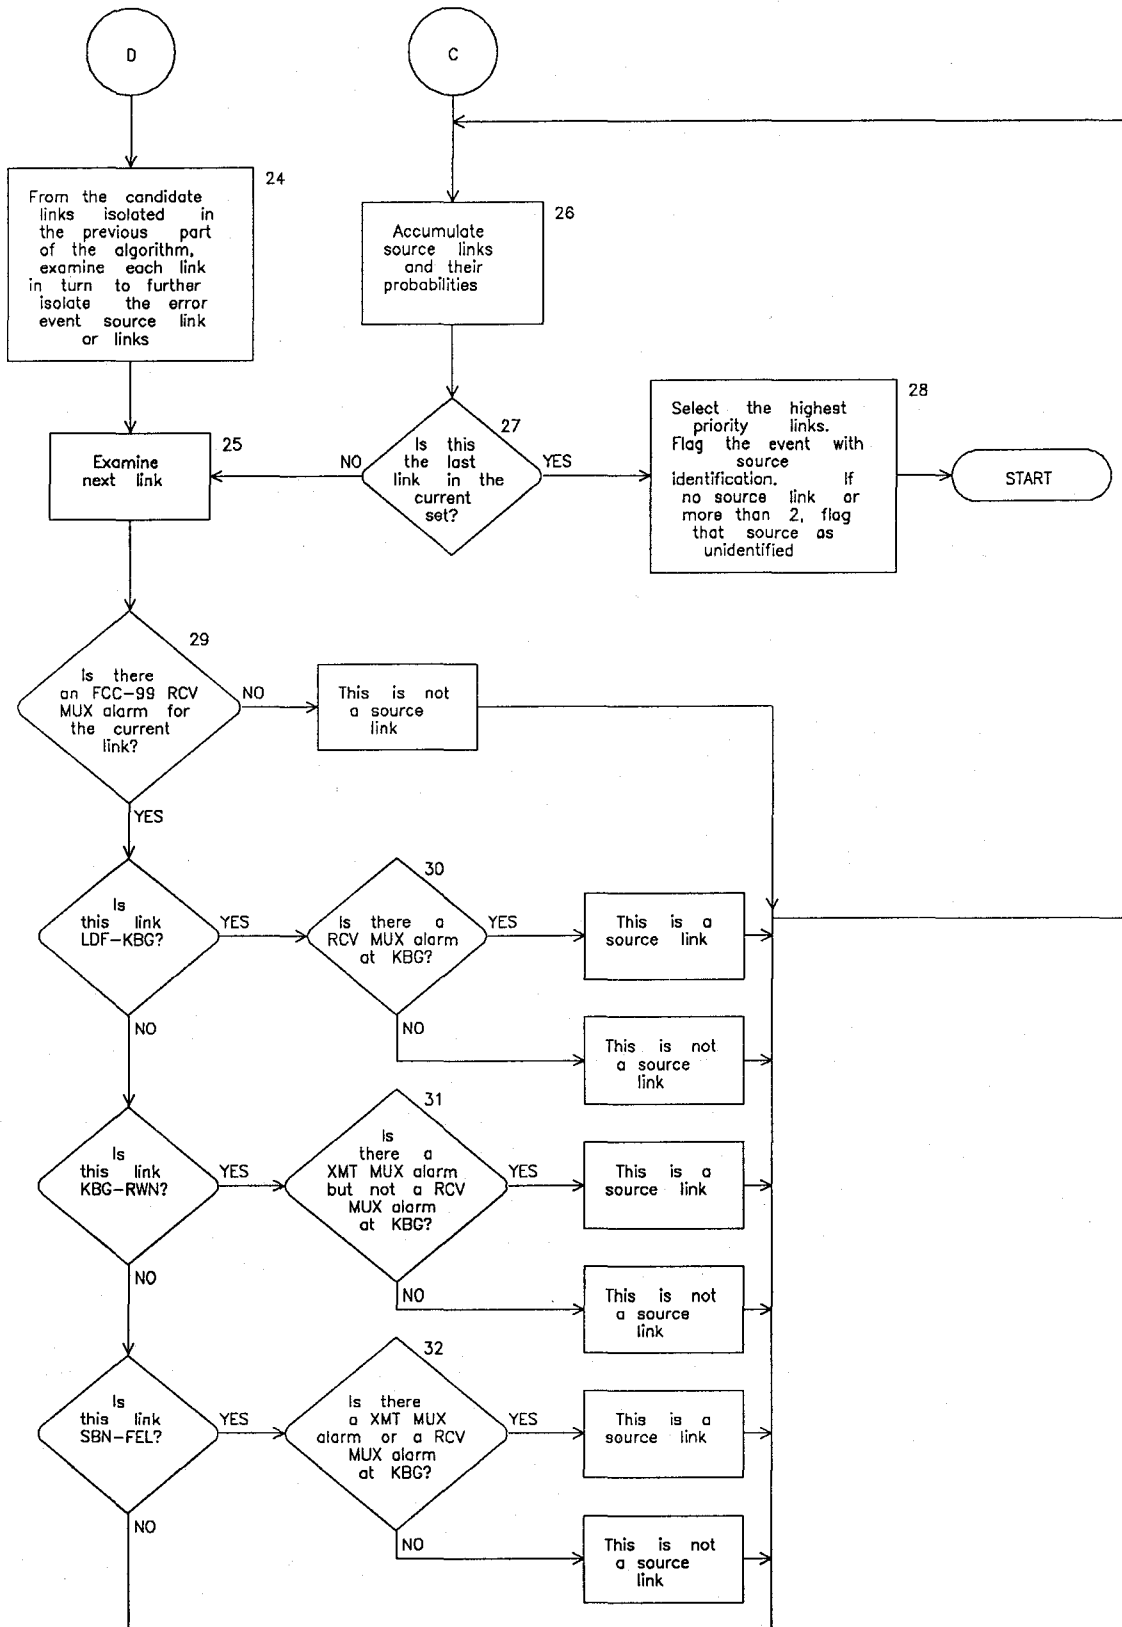 D
C
24
From the candidate
links isolated in
the previous part
of the algorithm,
examine each link
in turn to further
isolate the error
event source link
or links
26
Accumulate
source links
and their
probabilities
25
Examine
next link
27
Is this
the last
link in the
current
set?
NO
YES
28
Select the highest
priority links.
Flag the event with
source
identification. If
no source link or
more than 2, flag
that source as
unidentified
START
29
Is there
an FCC-99 RCV
MUX alarm for
the current
link?
NO
This is not
a source
link
YES
Is
this link
LDF-KBG?
YES
30
Is there a
RCV MUX alarm
at KBG?
YES
This is a
source link
NO
NO
This is not
a source
link
Is
this link
KBG-RWN?
YES
31
Is
there a
XMT MUX alarm
but not a RCV
MUX alarm
at KBG?
YES
This is a
source link
NO
NO
This is not
a source
link
Is
this link
SBN-FEL?
YES
32
Is there
a XMT MUX
alarm or a RCV
MUX alarm
at KBG?
YES
This is a
source link
NO
NO
This is not
a source
link